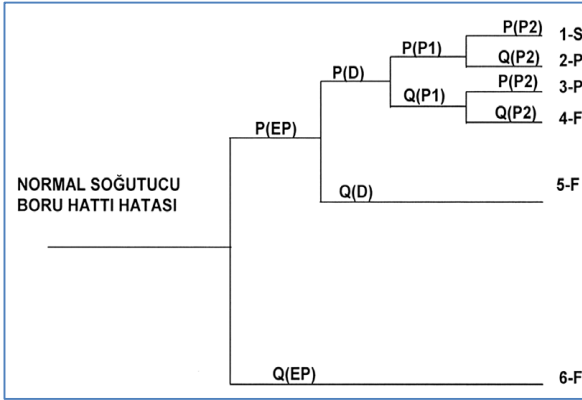 P(P2) 1-S
P(P1)
Q(P2) 2-P
P(D)
P(P2) 3-P
Q(P1)
Q(P2) 4-F
P(EP)
NORMAL SOĞUTUCU
BORU HATTI HATASI
5-F
Q(D)
Q(EP) 6-F